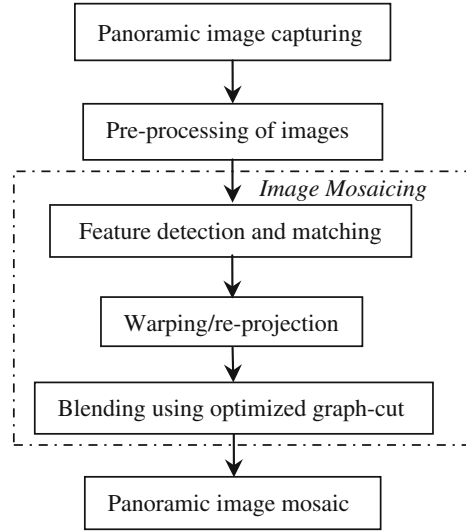 Panoramic image capturing
Pre-processing of images
Image Mosaicing
Feature detection and matching
Warping/re-projection
Blending using optimized graph-cut
Panoramic image mosaic